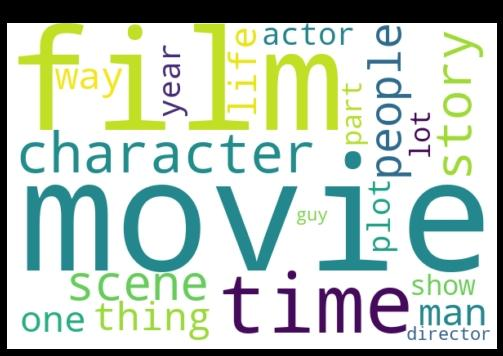 film
way
year
life
actor
part
people
lot
story
character
movie
guy
plot
scene
time
show
one
thing
man
director